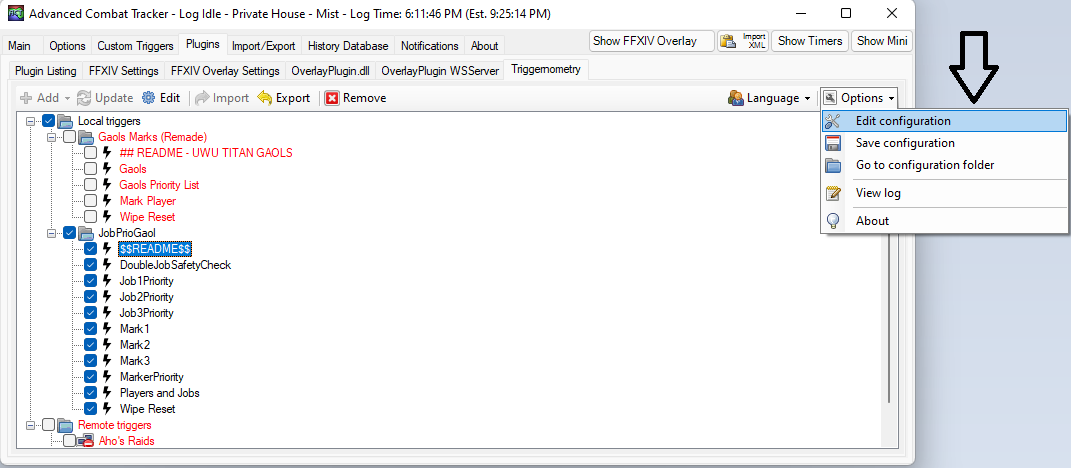 Advanced Combat Tracker - Log Idle - Private House - Mist - Log Time: 6:11:46 PM (Est. 9:25:14 PM)
Main Options Custom Triggers Plugins Import/Export History Database Notifications About Show FFXIV Overlay Import XML Show Timers Show Mini
Plugin Listing FFXIV Settings FFXIV Overlay Settings OverlayPlugin.dll OverlayPlugin WSServer Triggernometry
Add Update Edit Import Export Remove Language Options
Local triggers
Gaols Marks (Remade)
## README - UWU TITAN GAOLS
Gaols
Gaols Priority List
Mark Player
Wipe Reset
JobPrioGaol
$$README$$
DoubleJobSafetyCheck
Job1Priority
Job2Priority
Job3Priority
Mark1
Mark2
Mark3
MarkerPriority
Players and Jobs
Wipe Reset
Remote triggers
Aho's Raids
Edit configuration
Save configuration
Go to configuration folder
View log
About